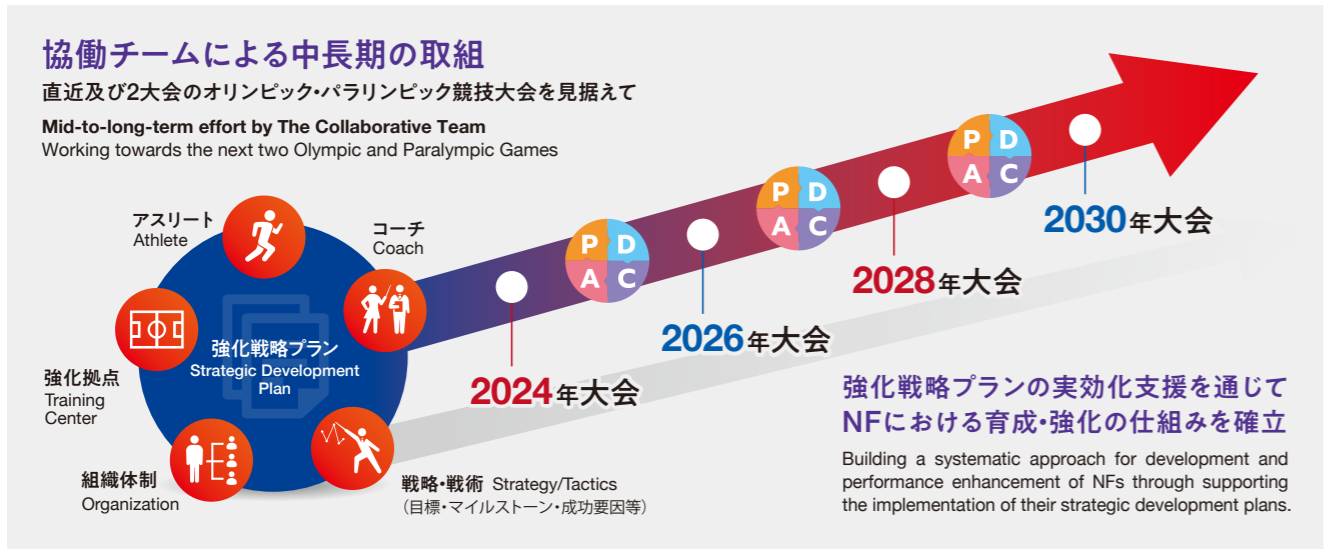 協働チームによる中長期の取組
直近及び2大会のオリンピック・パラリンピック競技大会を見据えて
Mid-to-long-term effort by The Collaborative Team
Working towards the next two Olympic and Paralympic Games
アスリート
Athlete
コーチ
Coach
強化戦略プラン
Strategic Development
Plan
強化拠点
Training
Center
組織体制
Organization
戦略・戦術 Strategy/Tactics
（目標・マイルストーン・成功要因等）
P D
A C
P D
A C
P D
A C
2024年大会
2026年大会
2028年大会
2030年大会
強化戦略プランの実効化支援を通じて
NFにおける育成・強化の仕組みを確立
Building a systematic approach for development and
performance enhancement of NFs through supporting
the implementation of their strategic development plans.